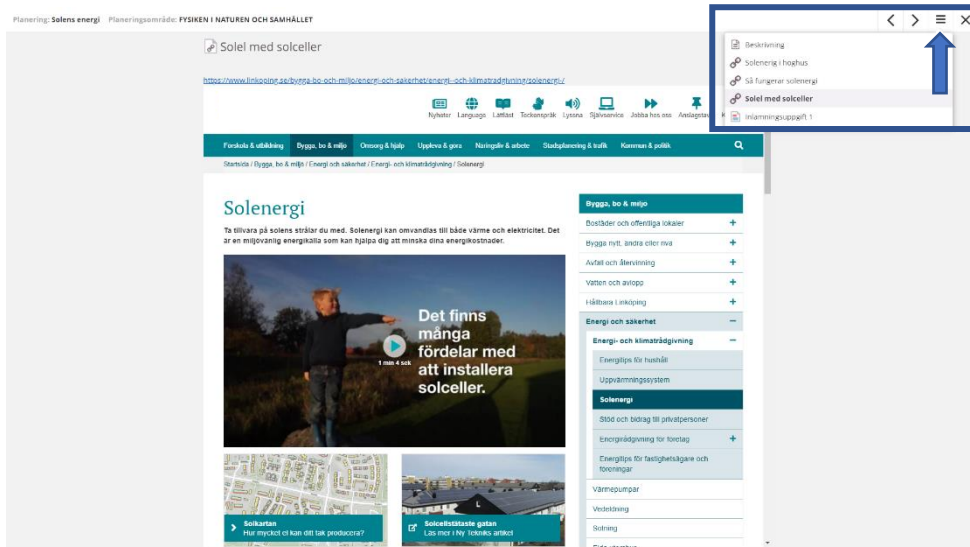 Planering: Solens energi Planeringsområde: FYSIKEN I NATUREN OCH SAMHÄLLET
Beskrivning
Solenerig i hoghus
Så fungerar solenergi
Solel med solceller
Inlämningsuppgift 1
Solel med solceller
https://www.linkoping.se/bygga-bo-och-miljo/energi-och-sakerhet/energi--och-klimatradgivning/solenergi-/
Nyheter Language Lättläst Teckenspråk Lyssna Självservice Jobba hos oss Anslagstav K
Förskola & utbildning Bygga, bo & miljö Omsorg & hjälp Uppleva & göra Näringsliv & arbete Stadsplanering & trafik Kommun & politik
Startsida / Bygga, bo & miljö / Energi och säkerhet / Energi- och klimatrådgivning / Solenergi
Solenergi
Ta tillvara på solens strålar du med. Solenergi kan omvandlas till både värme och elektricitet. Det
är en miljövänlig energikälla som kan hjälpa dig att minska dina energikostnader.
Det finns
många
fördelar med
att installera
solceller.
1 min 4 sek
Solkartan
Hur mycket el kan ditt tak producera?
Solcellstätaste gatan
Läs mer i Ny Tekniks artikel
Bygga, bo & miljö
Bostäder och offentliga lokaler +
Bygga nytt, ändra eller riva +
Avfall och återvinning +
Vatten och avlopp +
Hållbara Linköping +
Energi och säkerhet −
Energi- och klimatrådgivning −
Energitips för hushåll
Uppvärmningssystem
Solenergi
Stöd och bidrag till privatpersoner
Energirådgivning för företag +
Energitips för fastighetsägare och
föreningar
Värmepumpar
Vedeldning
Sotning